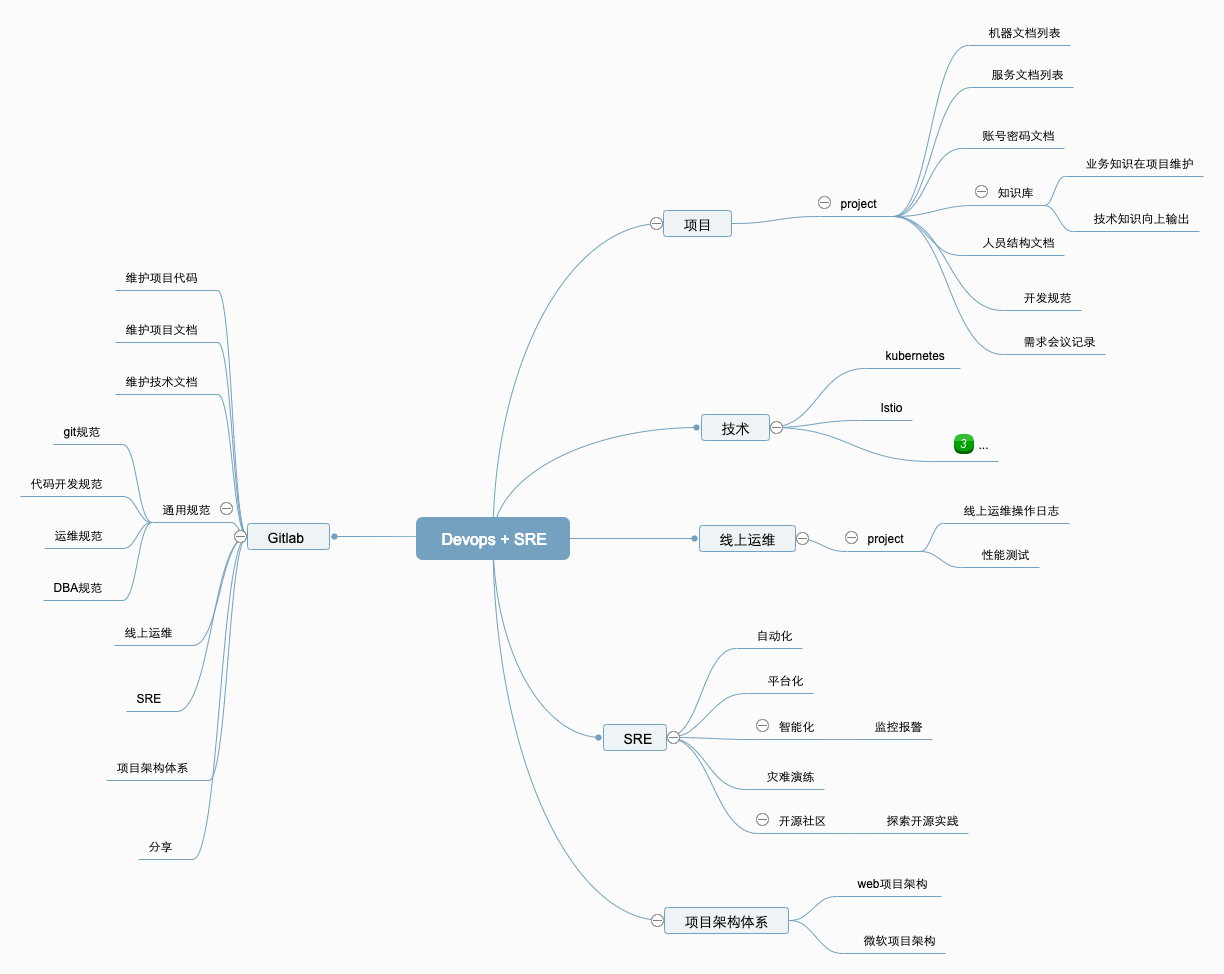 Devops + SRE
项目
project
机器文档列表
服务文档列表
账号密码文档
知识库
业务知识在项目维护
技术知识向上输出
人员结构文档
开发规范
需求会议记录
技术
kubernetes
Istio
3 ...
线上运维
project
线上运维操作日志
性能测试
SRE
自动化
平台化
智能化
监控报警
灾难演练
开源社区
探索开源实践
项目架构体系
web项目架构
微软项目架构
Gitlab
维护项目代码
维护项目文档
维护技术文档
通用规范
git规范
代码开发规范
运维规范
DBA规范
线上运维
SRE
项目架构体系
分享